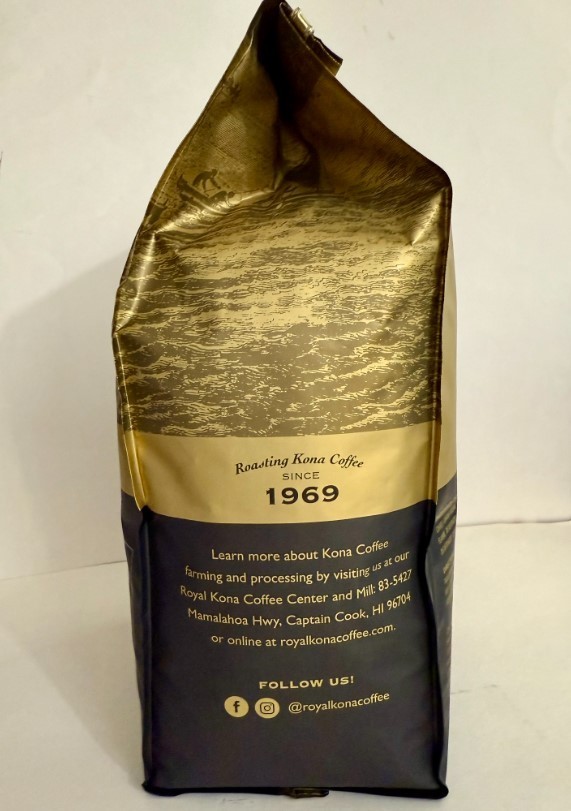 Roasting Kona Coffee
SINCE
1969
Learn more about Kona Coffee
farming and processing by visiting us at our
Royal Kona Coffee Center and Mill: 83-5427
Mamalahoa Hwy, Captain Cook, HI 96704
or online at royalkonacoffee.com.
FOLLOW US!
@royalkonacoffee